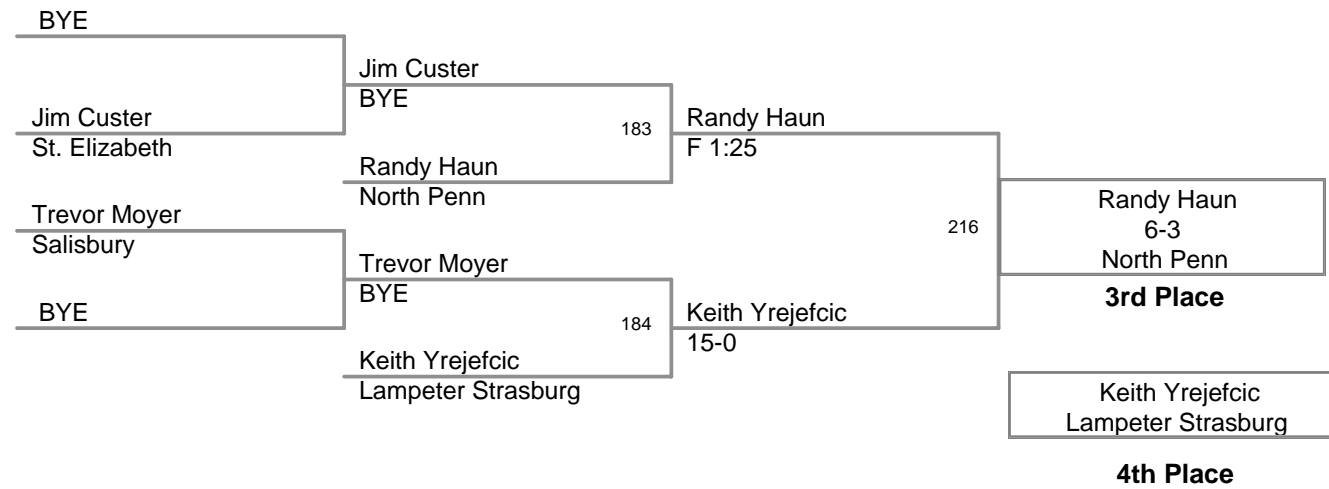 BYE
Jim Custer
BYE
Jim Custer
St. Elizabeth
183
Randy Haun
F 1:25
Randy Haun
North Penn
Trevor Moyer
Salisbury
216
Randy Haun
6-3
North Penn
3rd Place
Trevor Moyer
BYE
BYE
184
Keith Yrejefcic
15-0
Keith Yrejefcic
Lampeter Strasburg
Keith Yrejefcic
Lampeter Strasburg
4th Place